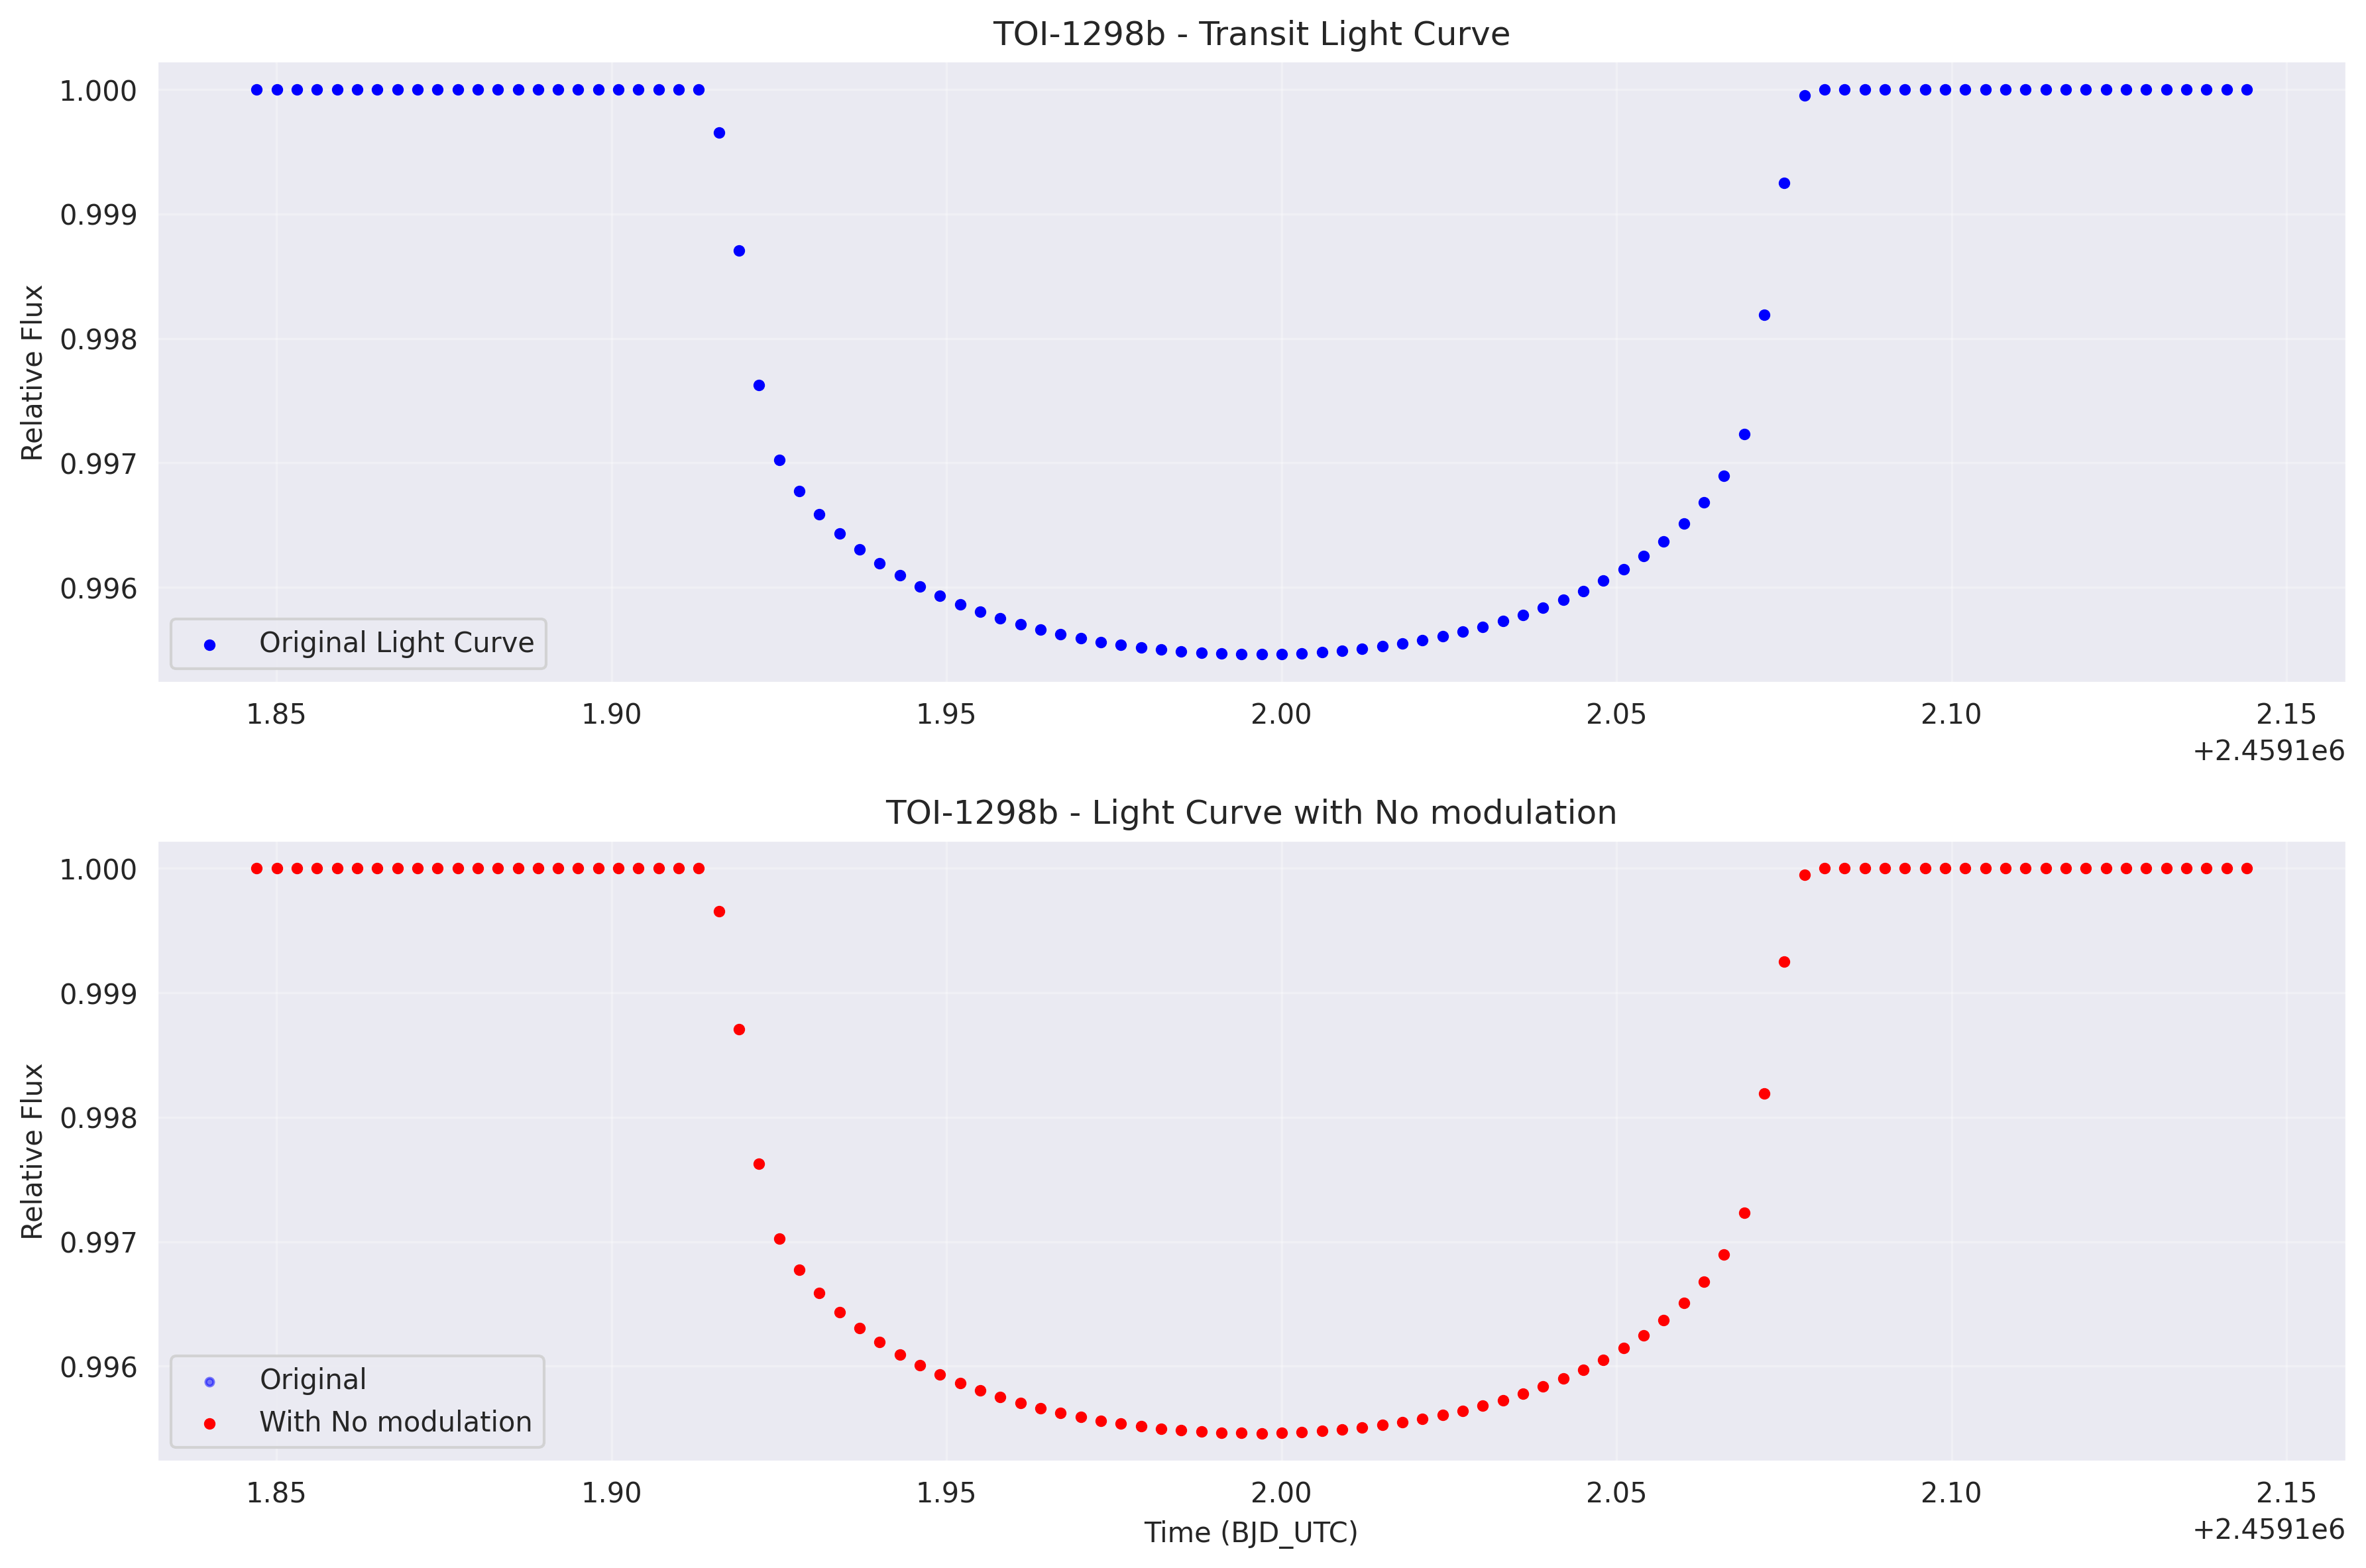 TOI-1298b - Transit Light Curve
1.000
0.999
0.998
0.997
0.996
Relative Flux
Original Light Curve
1.85 1.90 1.95 2.00 2.05 2.10 2.15
+2.4591e6
TOI-1298b - Light Curve with No modulation
1.000
0.999
0.998
0.997
0.996
Relative Flux
Original
With No modulation
1.85 1.90 1.95 2.00 2.05 2.10 2.15
Time (BJD_UTC)
+2.4591e6